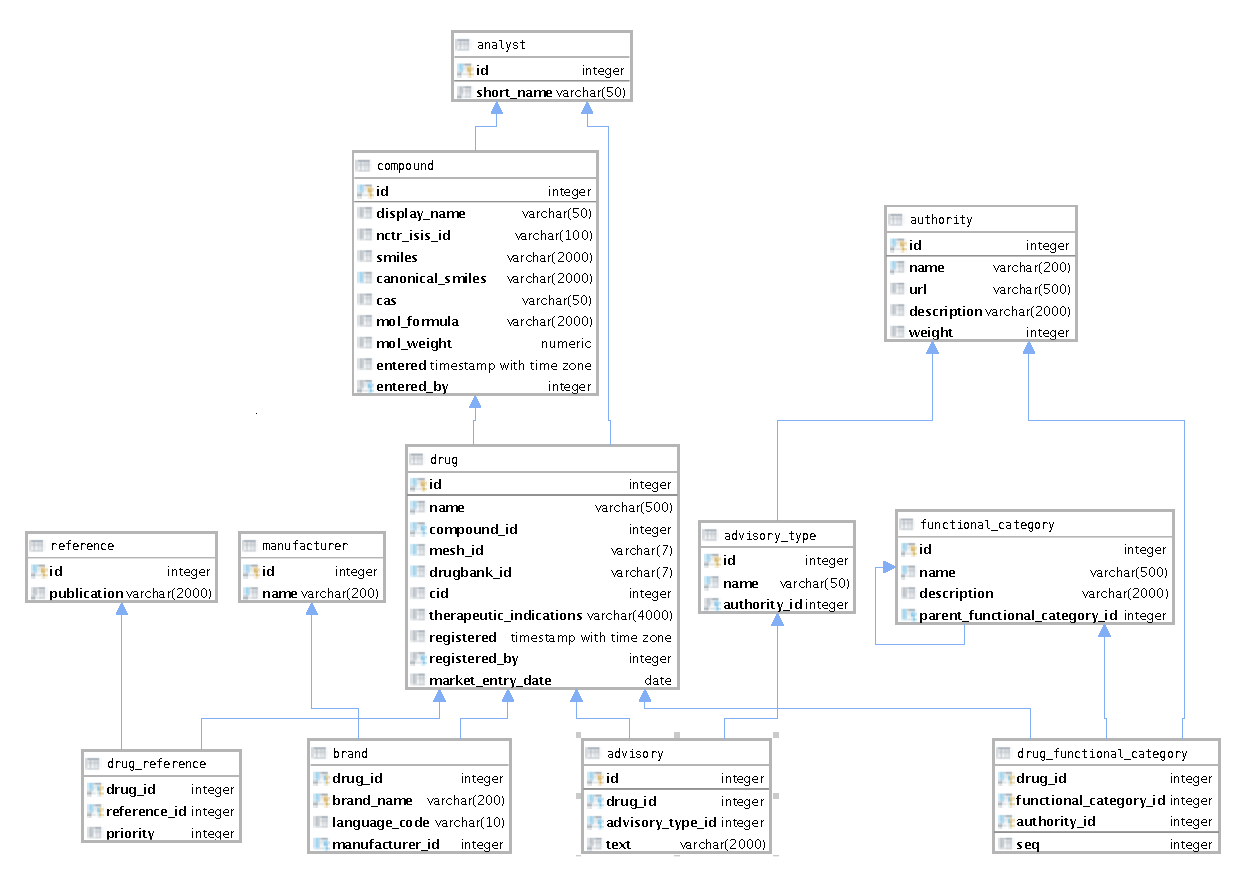 analyst
id integer
short_name varchar(50)
compound
id integer
display_name varchar(50)
nctr_isis_id varchar(100)
smiles varchar(2000)
canonical_smiles varchar(2000)
cas varchar(50)
mol_formula varchar(2000)
mol_weight numeric
entered timestamp with time zone
entered_by integer
authority
id integer
name varchar(200)
url varchar(500)
description varchar(2000)
weight integer
drug
id integer
name varchar(500)
compound_id integer
mesh_id varchar(7)
drugbank_id varchar(7)
cid integer
therapeutic_indications varchar(4000)
registered timestamp with time zone
registered_by integer
market_entry_date date
reference
id integer
publication varchar(2000)
manufacturer
id integer
name varchar(200)
advisory_type
id integer
name varchar(50)
authority_id integer
functional_category
id integer
name varchar(500)
description varchar(2000)
parent_functional_category_id integer
drug_reference
drug_id integer
reference_id integer
priority integer
brand
drug_id integer
brand_name varchar(200)
language_code varchar(10)
manufacturer_id integer
advisory
id integer
drug_id integer
advisory_type_id integer
text varchar(2000)
drug_functional_category
drug_id integer
functional_category_id integer
authority_id integer
seq integer